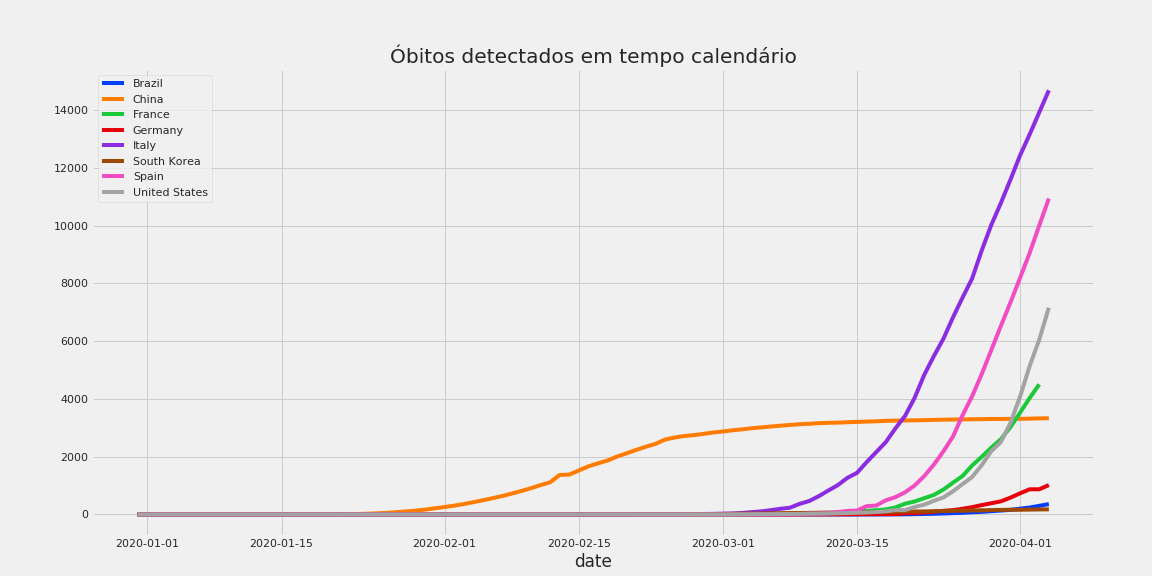 Óbitos detectados em tempo calendário
Brazil
China
France
Germany
Italy
South Korea
Spain
United States
14000
12000
10000
8000
6000
4000
2000
0
2020-01-01 2020-01-15 2020-02-01 2020-02-15 2020-03-01 2020-03-15 2020-04-01
date